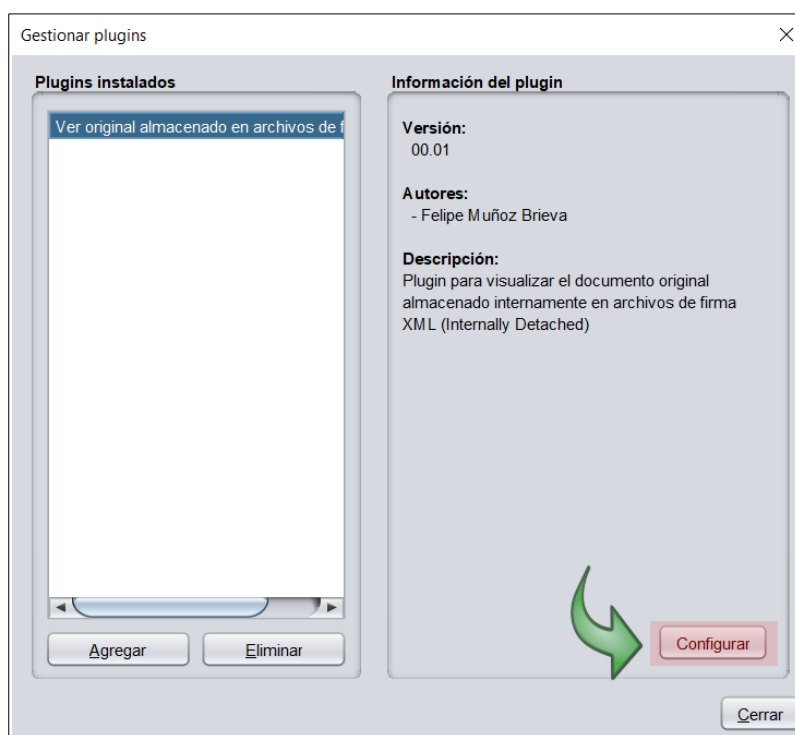 Gestionar plugins
Plugins instalados
Ver original almacenado en archivos de f
Agregar
Eliminar
Información del plugin
Versión:
00.01
Autores:
- Felipe Muñoz Brieva
Descripción:
Plugin para visualizar el documento original
almacenado internamente en archivos de firma
XML (Internally Detached)
Configurar
Cerrar